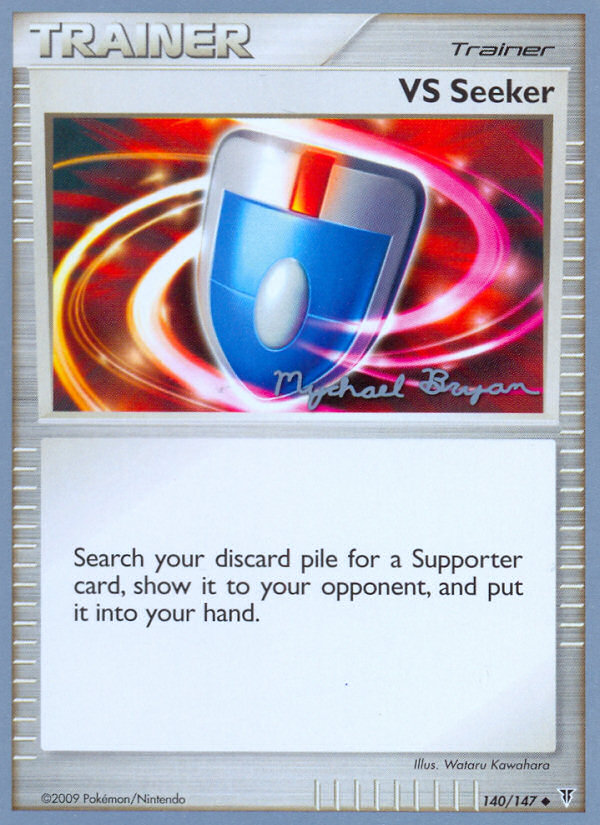 TRAINER
Trainer
VS Seeker
Mychael Bryan
Search your discard pile for a Supporter
card, show it to your opponent, and put
it into your hand.
Illus. Wataru Kawahara
©2009 Pokémon/Nintendo
140/147